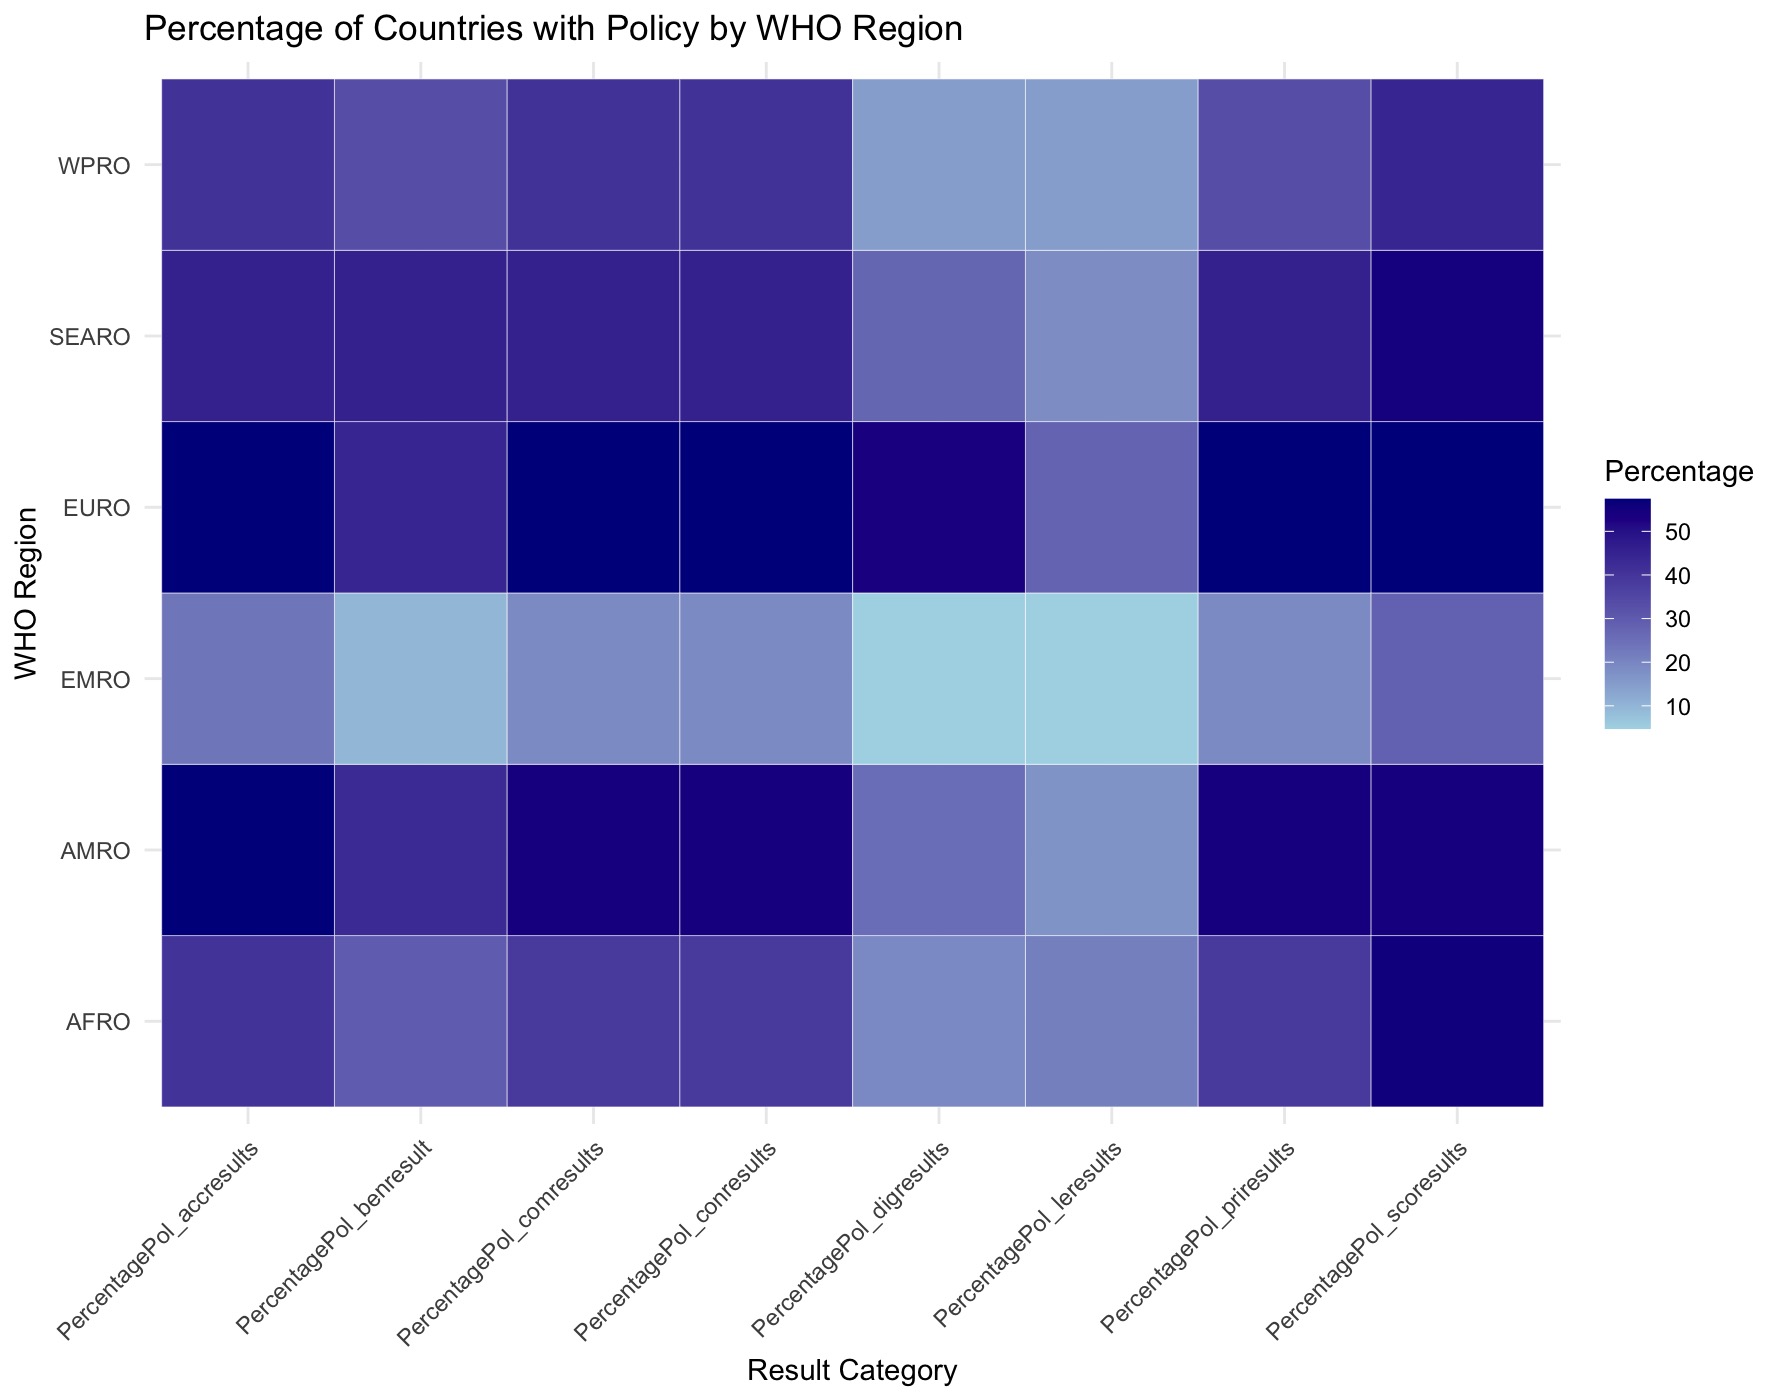 Percentage of Countries with Policy by WHO Region
WHO Region
WPRO
SEARO
EURO
EMRO
AMRO
AFRO
PercentagePol_accresults
PercentagePol_benresult
PercentagePol_comresults
PercentagePol_conresults
PercentagePol_digresults
PercentagePol_leresults
PercentagePol_priresults
PercentagePol_scoresults
Result Category
Percentage
50
40
30
20
10